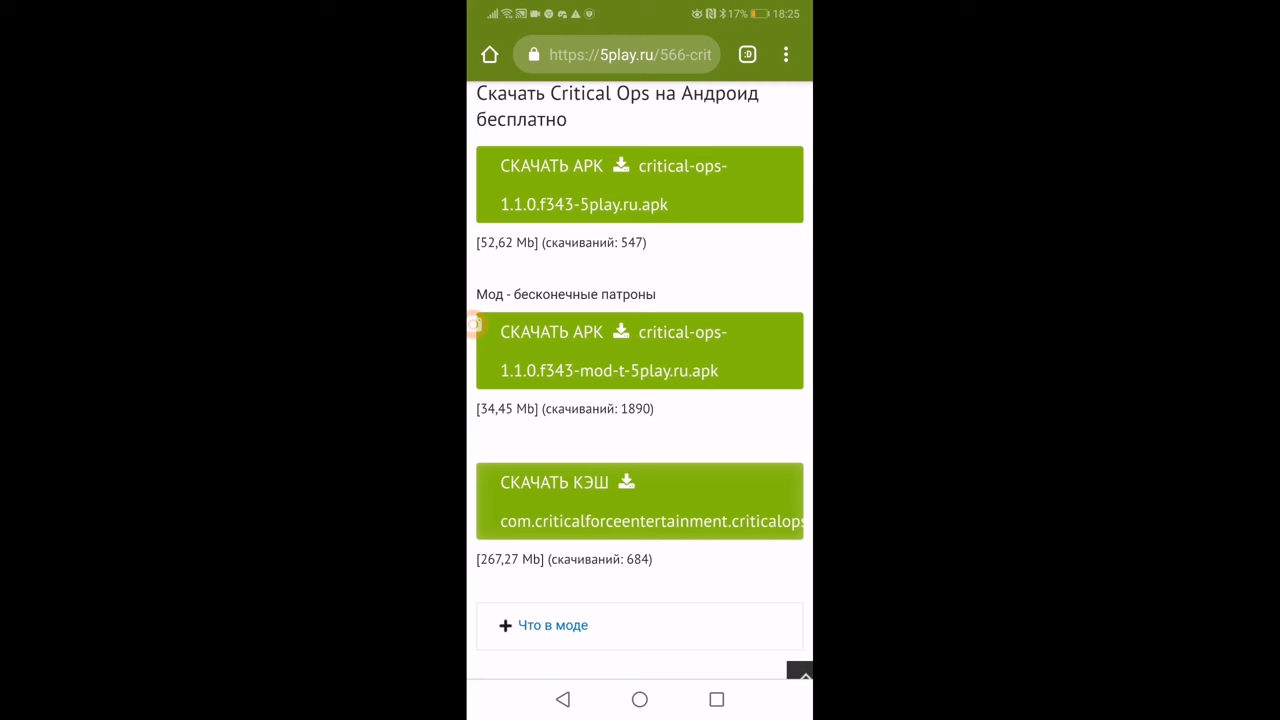 17% 18:25
https://5play.ru/566-crit
:D
Скачать Critical Ops на Андроид
бесплатно
СКАЧАТЬ APK critical-ops-
1.1.0.f343-5play.ru.apk
[52,62 Mb] (скачиваний: 547)
Мод - бесконечные патроны
СКАЧАТЬ APK critical-ops-
1.1.0.f343-mod-t-5play.ru.apk
[34,45 Mb] (скачиваний: 1890)
СКАЧАТЬ КЭШ
com.criticalforceentertainment.criticalops
[267,27 Mb] (скачиваний: 684)
Что в моде